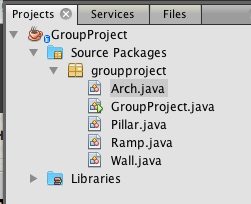 Projects Services Files
GroupProject
Source Packages
groupproject
Arch.java
GroupProject.java
Pillar.java
Ramp.java
Wall.java
Libraries